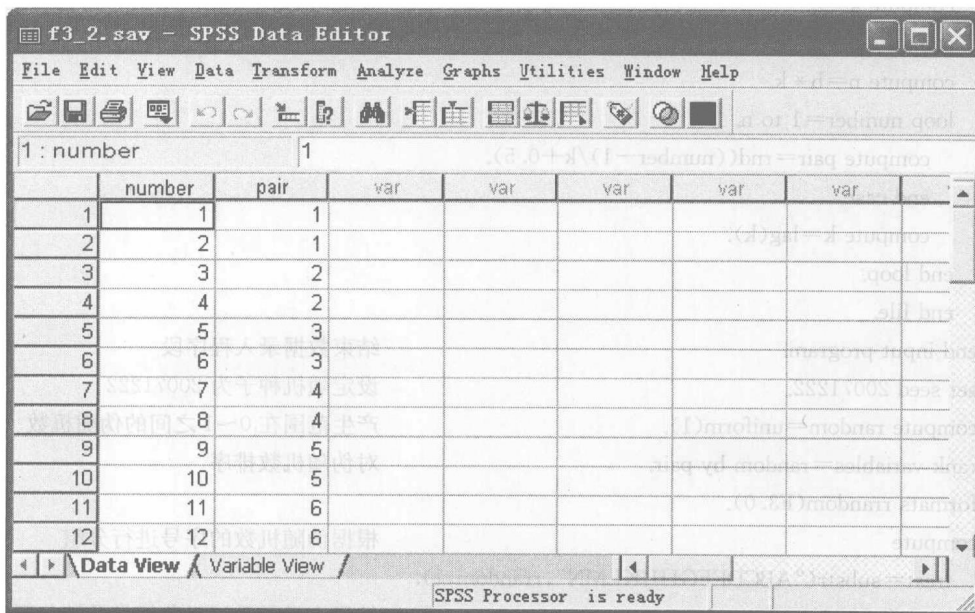 f3_2.sav - SPSS Data Editor
File Edit View Data Transform Analyze Graphs Utilities Window Help
1 : number 1
number pair var var var var var
1 1 1
2 2 1
3 3 2
4 4 2
5 5 3
6 6 3
7 7 4
8 8 4
9 9 5
10 10 5
11 11 6
12 12 6
Data View Variable View
SPSS Processor is ready
compute n=b*k
loop number=1 to n.
compute pair=rnd((number-1)/k+0.5).
compute k=lag(k).
end loop.
end file
end input program
set seed 20071222.
compute random=uniform(1).
rank variables=random by pair
formats rrandom(F3.0).
compute